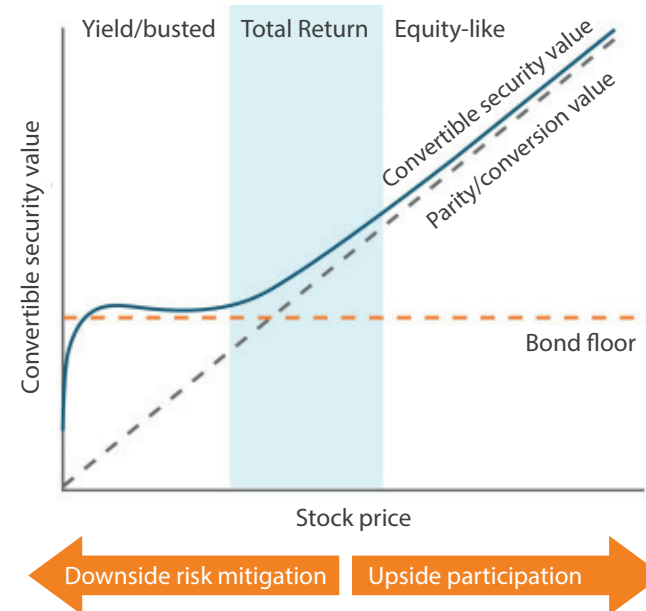 Yield/busted
Total Return
Equity-like
Convertible security value
Convertible security value
Parity/conversion value
Bond floor
Stock price
Downside risk mitigation
Upside participation